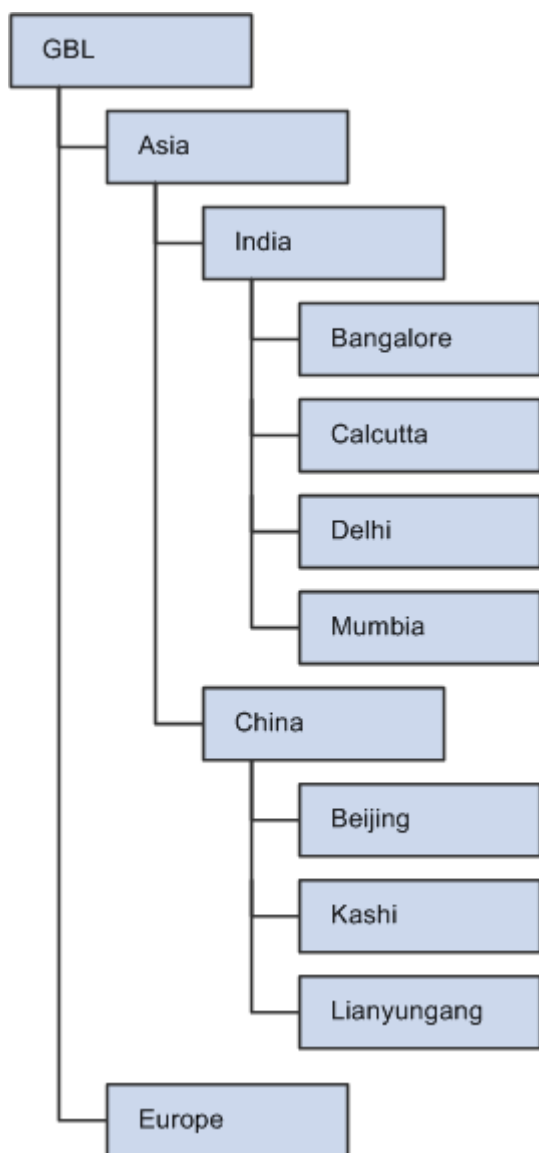 GBL
Asia
India
Bangalore
Calcutta
Delhi
Mumbia
China
Beijing
Kashi
Lianyungang
Europe